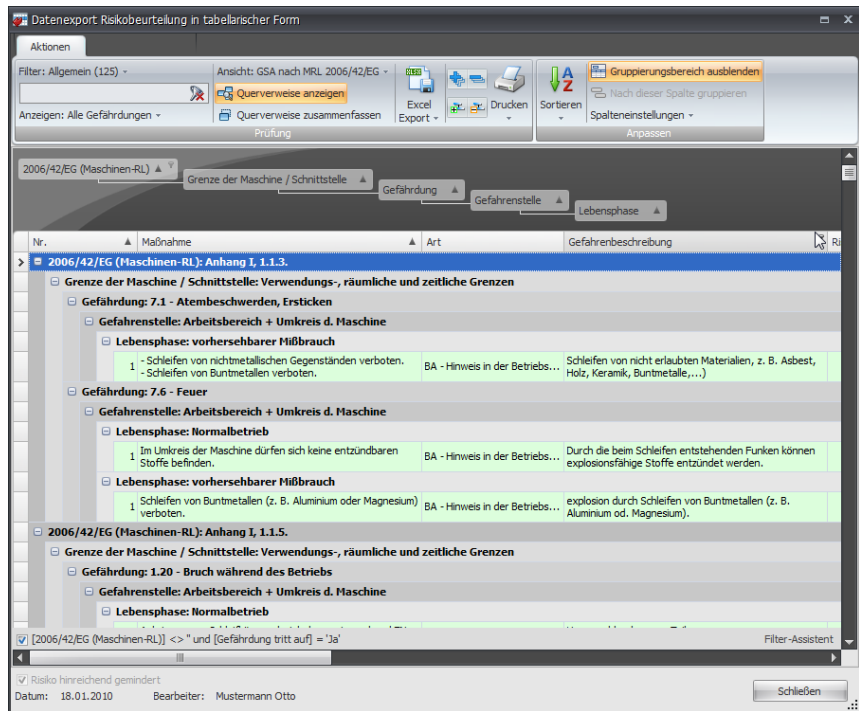 Datenexport Risikobeurteilung in tabellarischer Form
Aktionen
Filter: Allgemein (125)
Anzeigen: Alle Gefährdungen
Ansicht: GSA nach MRL 2006/42/EG
Querverweise anzeigen
Querverweise zusammenfassen
Excel
Export
Drucken
Prüfung
Sortieren
Gruppierungsbereich ausblenden
Nach dieser Spalte gruppieren
Spalteneinstellungen
Anpassen
2006/42/EG (Maschinen-RL)
Grenze der Maschine / Schnittstelle
Gefährdung
Gefahrenstelle
Lebensphase
Nr. Maßnahme Art Gefahrenbeschreibung Ri
2006/42/EG (Maschinen-RL): Anhang I, 1.1.3.
Grenze der Maschine / Schnittstelle: Verwendungs-, räumliche und zeitliche Grenzen
Gefährdung: 7.1 - Atembeschwerden, Ersticken
Gefahrenstelle: Arbeitsbereich + Umkreis d. Maschine
Lebensphase: vorhersehbarer Mißbrauch
1 - Schleifen von nichtmetallischen Gegenständen verboten.
- Schleifen von Buntmetallen verboten.
BA - Hinweis in der Betriebs...
Schleifen von nicht erlaubten Materialien, z. B. Asbest,
Holz, Keramik, Buntmetalle,...)
Gefährdung: 7.6 - Feuer
Gefahrenstelle: Arbeitsbereich + Umkreis d. Maschine
Lebensphase: Normalbetrieb
1 Im Umkreis der Maschine dürfen sich keine entzündbaren
Stoffe befinden.
BA - Hinweis in der Betriebs...
Durch die beim Schleifen entstehenden Funken können
explosionsfähige Stoffe entzündet werden.
Lebensphase: vorhersehbarer Mißbrauch
1 Schleifen von Buntmetallen (z. B. Aluminium oder Magnesium)
verboten.
BA - Hinweis in der Betriebs...
explosion durch Schleifen von Buntmetallen (z. B.
Aluminium od. Magnesium).
2006/42/EG (Maschinen-RL): Anhang I, 1.1.5.
Grenze der Maschine / Schnittstelle: Verwendungs-, räumliche und zeitliche Grenzen
Gefährdung: 1.20 - Bruch während des Betriebs
Gefahrenstelle: Arbeitsbereich + Umkreis d. Maschine
Lebensphase: Normalbetrieb
[2006/42/EG (Maschinen-RL)] <> '' und [Gefährdung tritt auf] = 'Ja'
Filter-Assistent
Risiko hinreichend gemindert
Datum: 18.01.2010 Bearbeiter: Mustermann Otto
Schließen